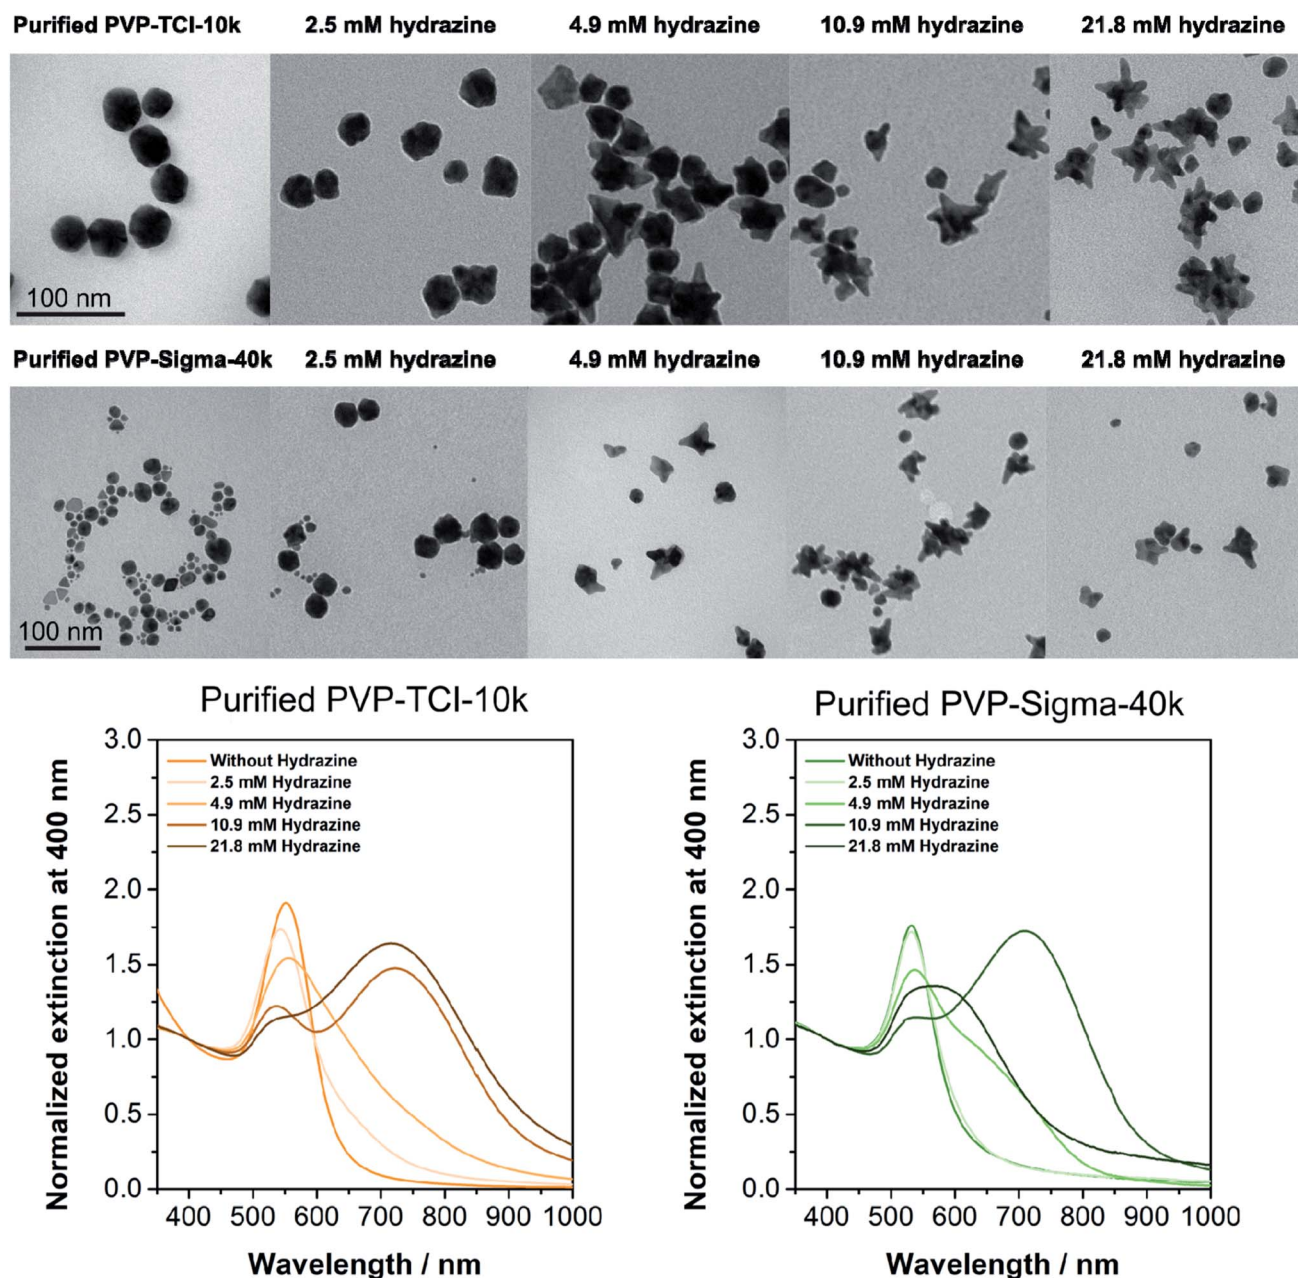 Purified PVP-TCI-10k 2.5 mM hydrazine 4.9 mM hydrazine 10.9 mM hydrazine 21.8 mM hydrazine
100 nm
Purified PVP-Sigma-40k 2.5 mM hydrazine 4.9 mM hydrazine 10.9 mM hydrazine 21.8 mM hydrazine
100 nm
Purified PVP-TCI-10k
Normalized extinction at 400 nm
3.0
2.5
2.0
1.5
1.0
0.5
0.0
Without Hydrazine
2.5 mM Hydrazine
4.9 mM Hydrazine
10.9 mM Hydrazine
21.8 mM Hydrazine
400 500 600 700 800 900 1000
Wavelength / nm
Purified PVP-Sigma-40k
Normalized extinction at 400 nm
3.0
2.5
2.0
1.5
1.0
0.5
0.0
Without Hydrazine
2.5 mM Hydrazine
4.9 mM Hydrazine
10.9 mM Hydrazine
21.8 mM Hydrazine
400 500 600 700 800 900 1000
Wavelength / nm